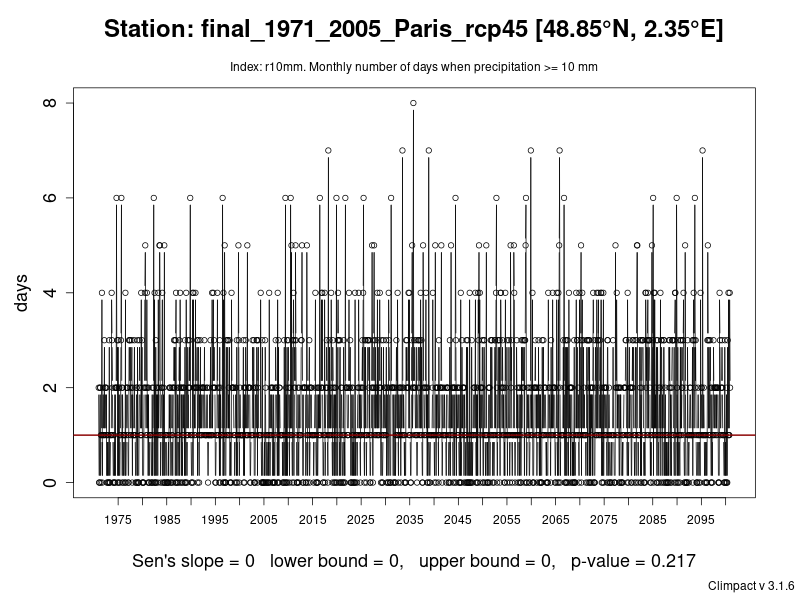 Station: final_1971_2005_Paris_rcp45 [48.85°N, 2.35°E]
Index: r10mm. Monthly number of days when precipitation >= 10 mm
days
8
6
4
2
0
1975 1985 1995 2005 2015 2025 2035 2045 2055 2065 2075 2085 2095
Sen's slope = 0 lower bound = 0, upper bound = 0, p-value = 0.217
Climpact v 3.1.6